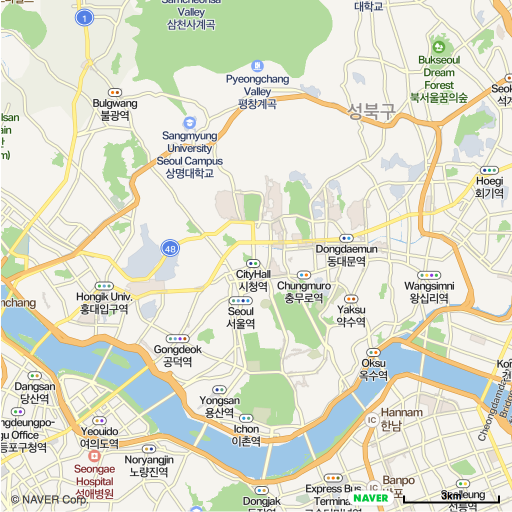 Samcheonsa
Valley
삼천사계곡
대학교
1
Bukseoul
Dream
Forest
북서울꿈의숲
Pyeongchang
Valley
평창계곡
Bulgwang
불광역
성북구
Sangmyung
University
Seoul Campus
상명대학교
Hoegi
회기역
48
Dongdaemun
동대문역
CityHall
시청역
Chungmuro
충무로역
Wangsimni
왕십리역
Hongik Univ,
홍대입구역
Seoul
서울역
Yaksu
약수역
Gongdeok
공덕역
Oksu
옥수역
Dangsan
당산역
Yongsan
용산역
IC
Hannam
한남
Yeouido
여의도역
Ichon
이촌역
Noryangjin
노량진역
Seongae
Hospital
성애병원
Banpo
IC
Express Bus
Dongjak
NAVER
3km
© NAVER Corp.